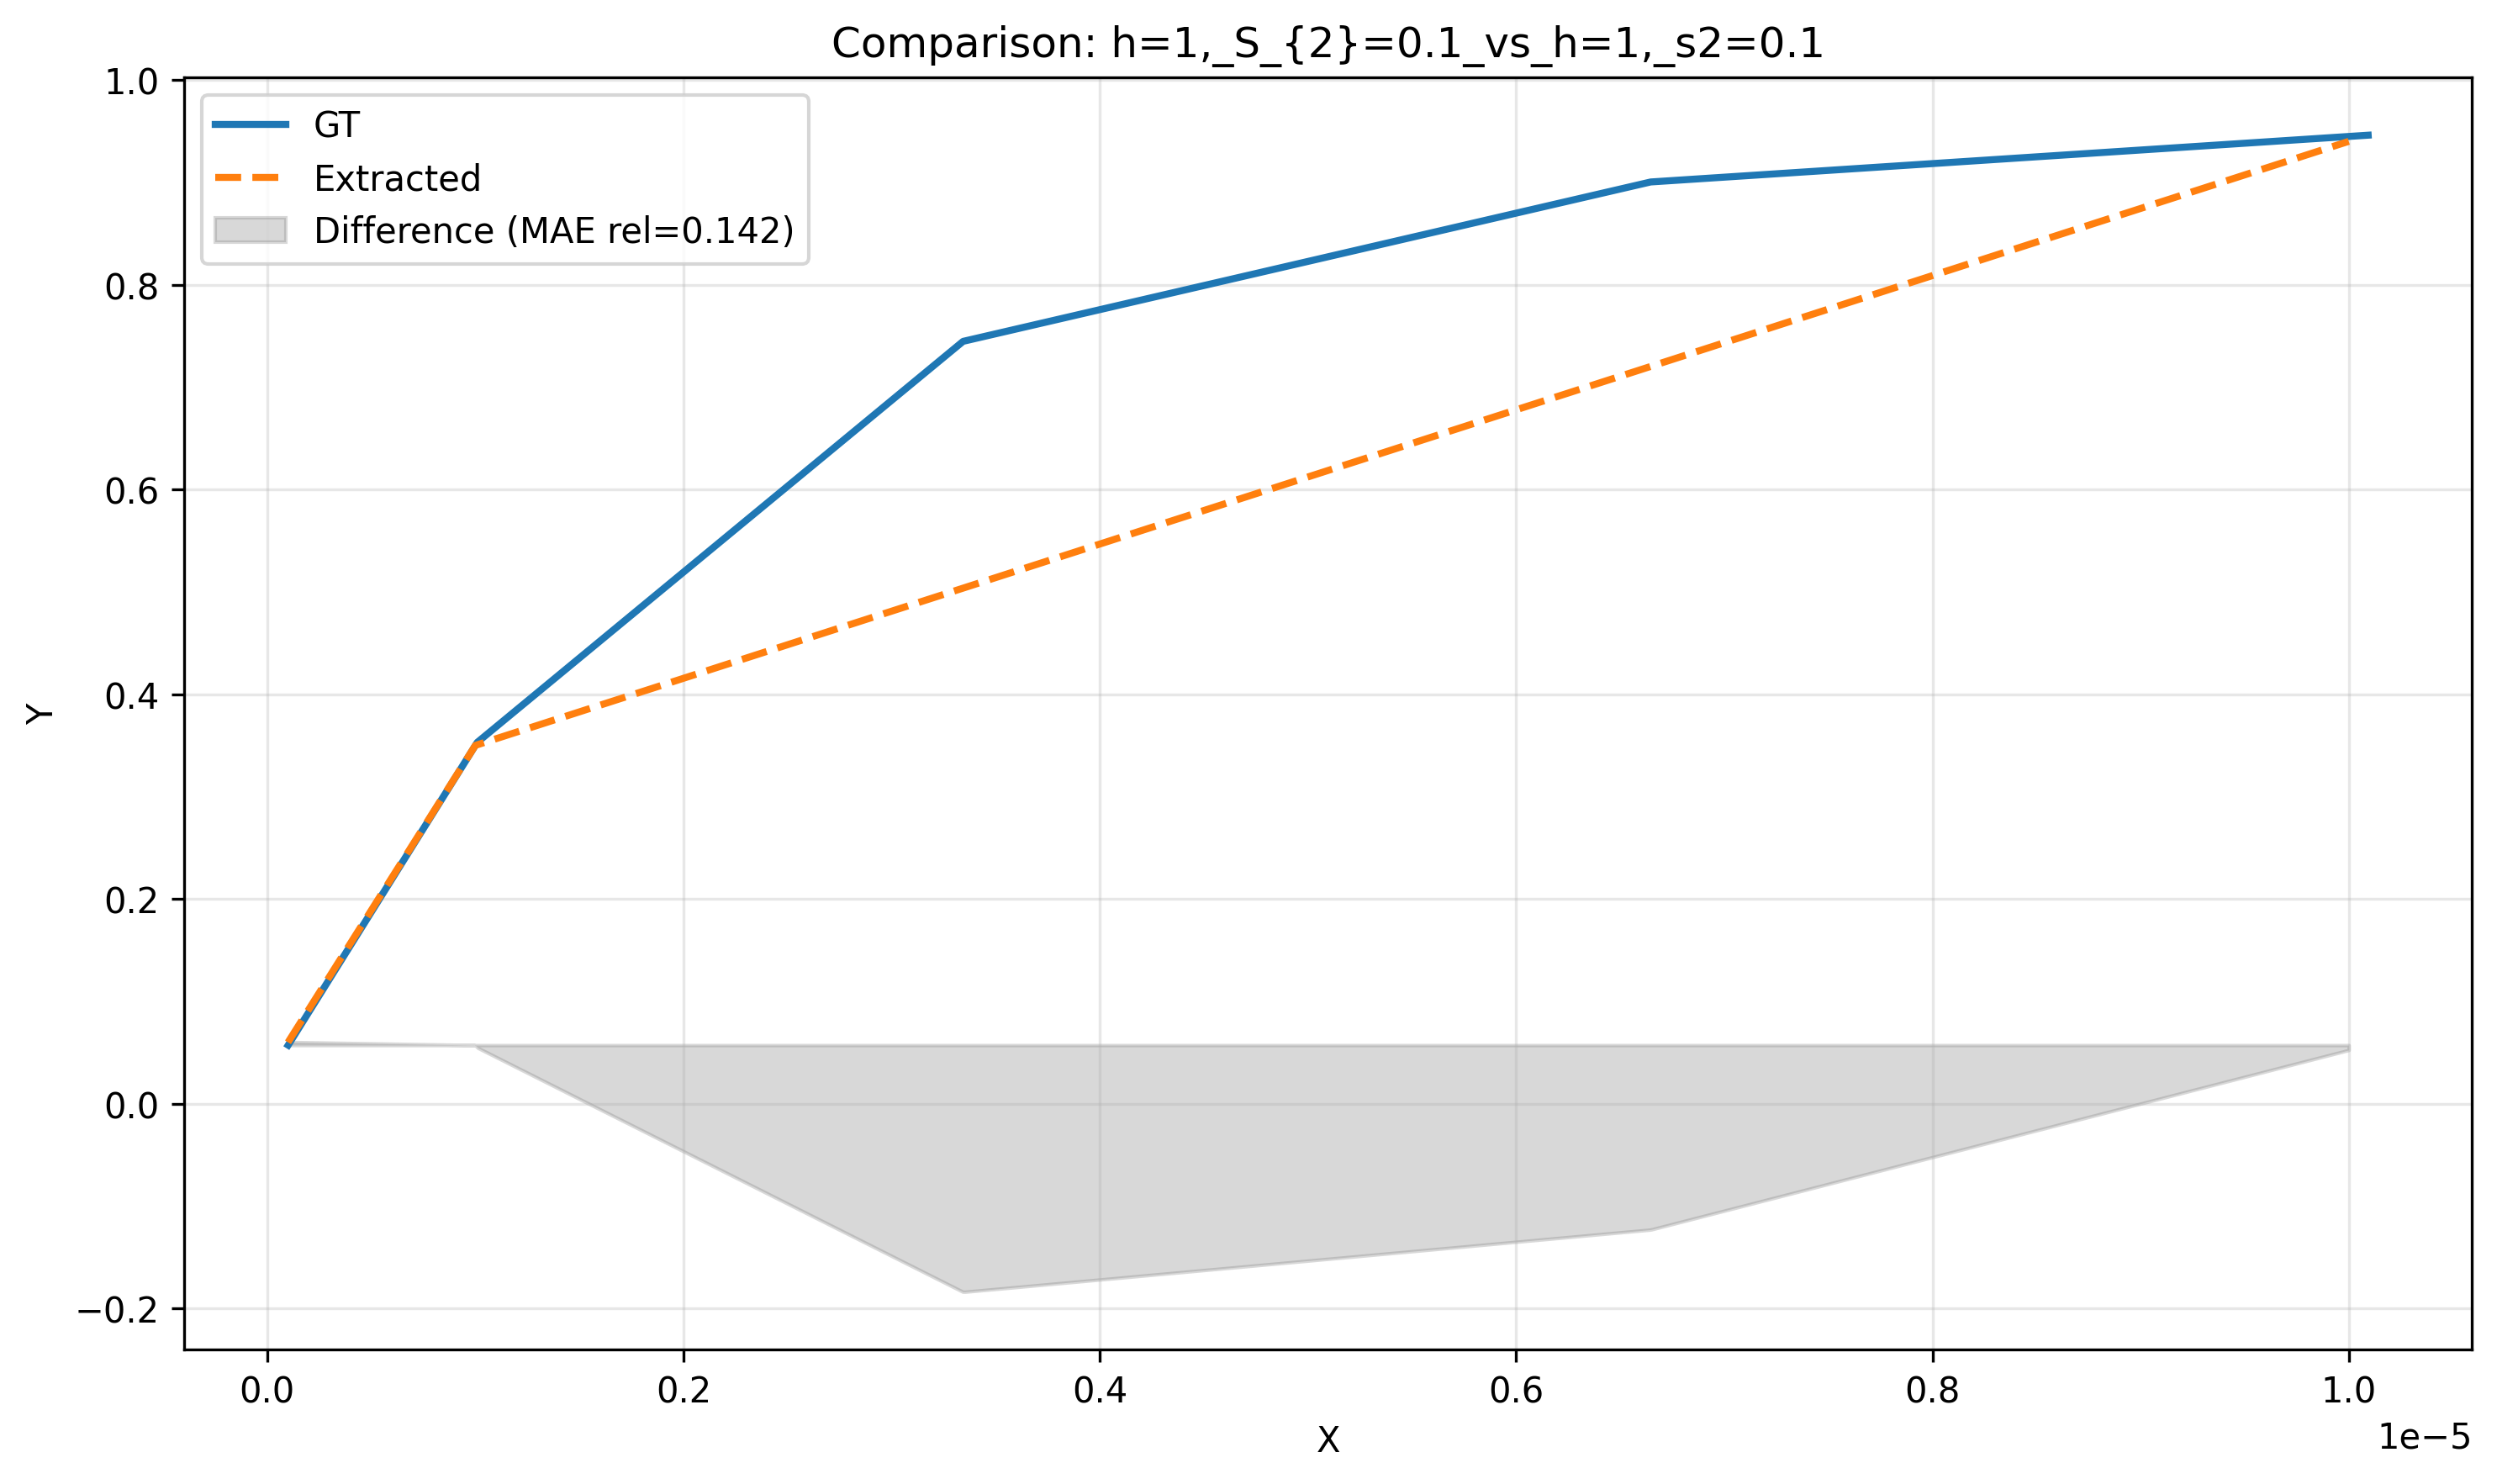 Comparison: h=1,_S_{2}=0.1_vs_h=1,_s2=0.1
GT
Extracted
Difference (MAE rel=0.142)
Y
1.0
0.8
0.6
0.4
0.2
0.0
−0.2
0.0 0.2 0.4 0.6 0.8 1.0
X
1e−5